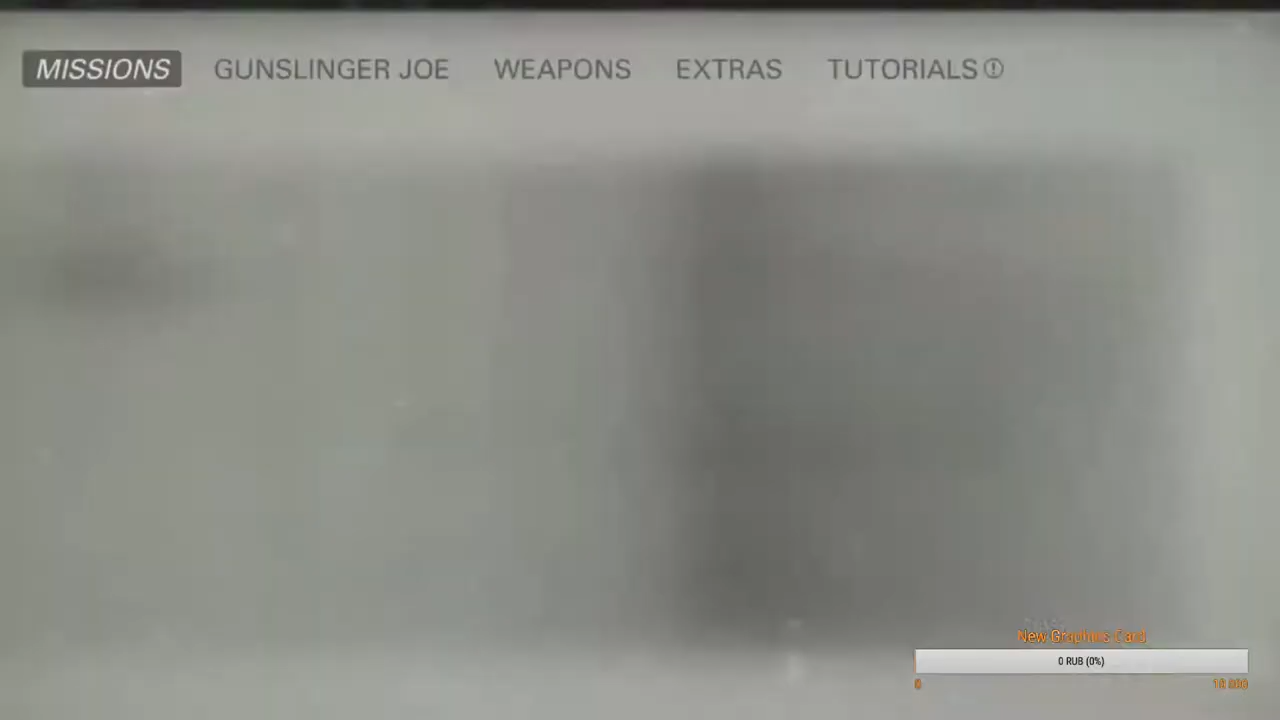 MISSIONS GUNSLINGER JOE WEAPONS EXTRAS TUTORIALS
New Graphics Card
0 RUB (0%)
0